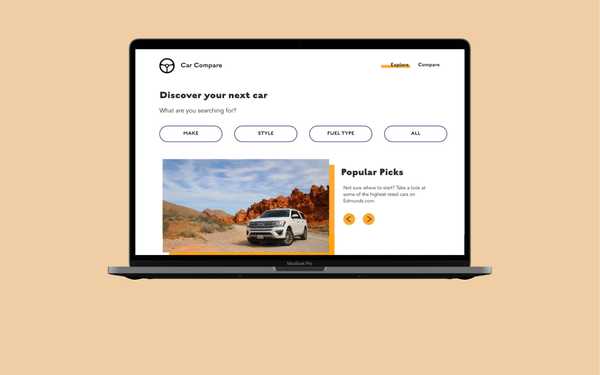 Car Compare
Explore
Compare
Discover your next car
What are you searching for?
MAKE
STYLE
FUEL TYPE
ALL
Popular Picks
Not sure where to start? Take a look at
some of the highest rated cars on
Edmunds.com.
MacBook Pro